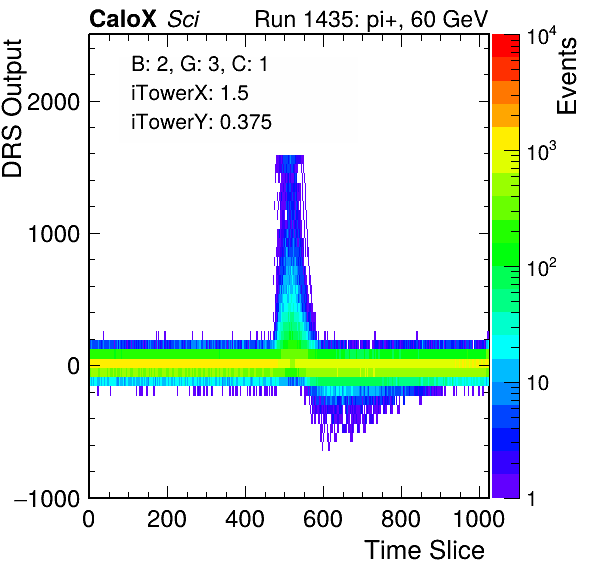 CaloX Sci Run 1435: pi+, 60 GeV
B: 2, G: 3, C: 1
iTowerX: 1.5
iTowerY: 0.375
DRS Output
2000
1000
0
−1000
0 200 400 600 800 1000
Time Slice
Events
10^4
10^3
10^2
10
1